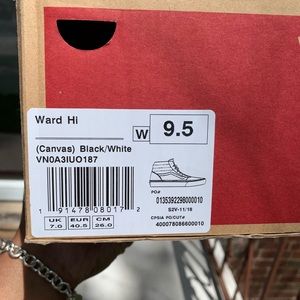 Ward Hi
W 9.5
(Canvas) Black/White
VN0A3IUO187
PO#
0135392298000010
S2V-11/18
CPSIA PO/CUT#
4000780866000010
1 91478 08017 2
UK EUR CM
7.0 40.5 26.0